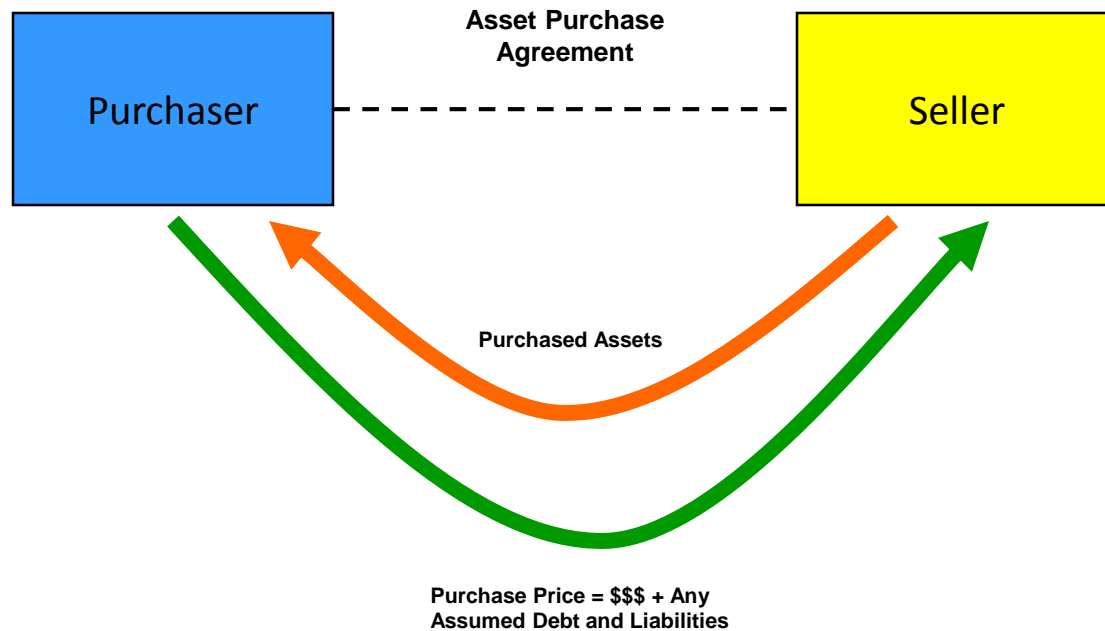 Asset Purchase
Agreement
Purchaser
Seller
Purchased Assets
Purchase Price = $$$ + Any
Assumed Debt and Liabilities